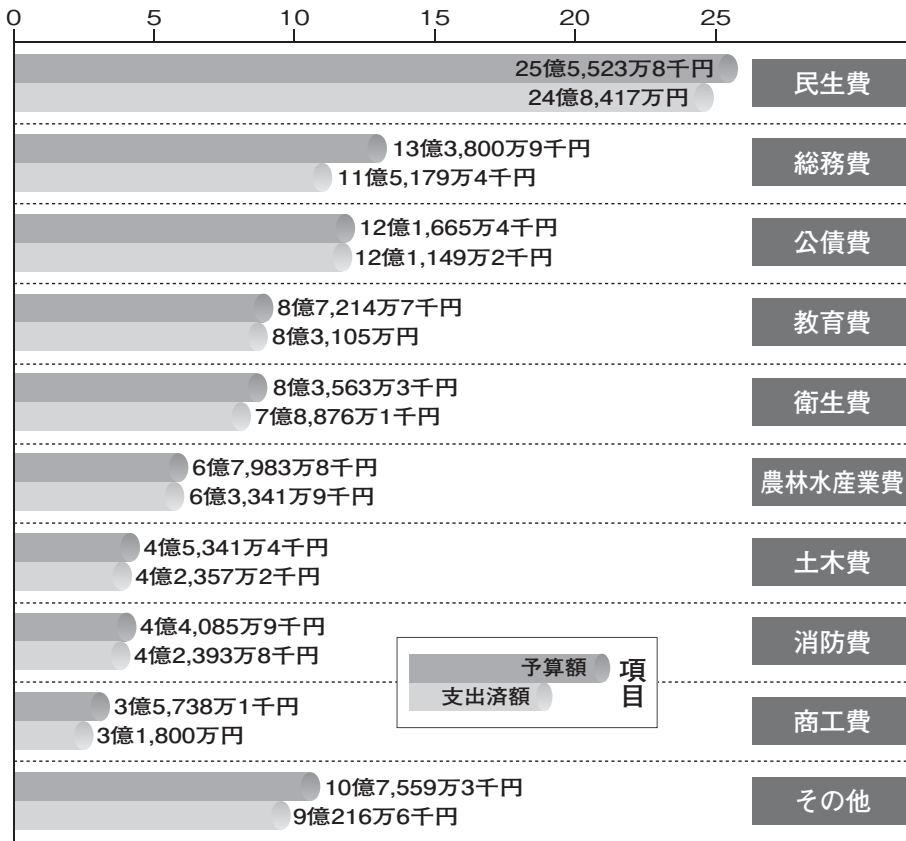 0 5 10 15 20 25
25億5,523万8千円
24億8,417万円
民生費
13億3,800万9千円
11億5,179万4千円
総務費
12億1,665万4千円
12億1,149万2千円
公債費
8億7,214万7千円
8億3,105万円
教育費
8億3,563万3千円
7億8,876万1千円
衛生費
6億7,983万8千円
6億3,341万9千円
農林水産業費
4億5,341万4千円
4億2,357万2千円
土木費
4億4,085万9千円
4億2,393万8千円
消防費
予算額
支出済額
項目
3億5,738万1千円
3億1,800万円
商工費
10億7,559万3千円
9億216万6千円
その他